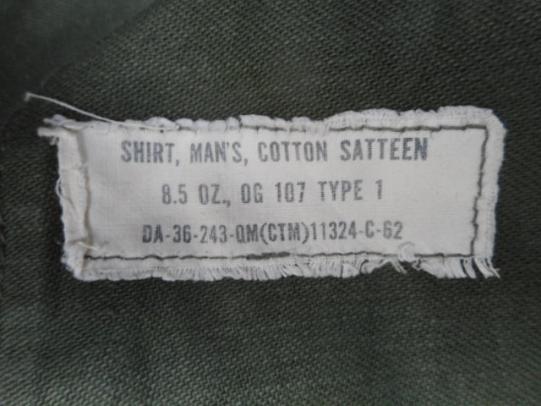 SHIRT, MAN'S, COTTON SATTEEN
8.5 OZ., OG 107 TYPE 1
DA-36-243-QM(CTM)11324-C-62